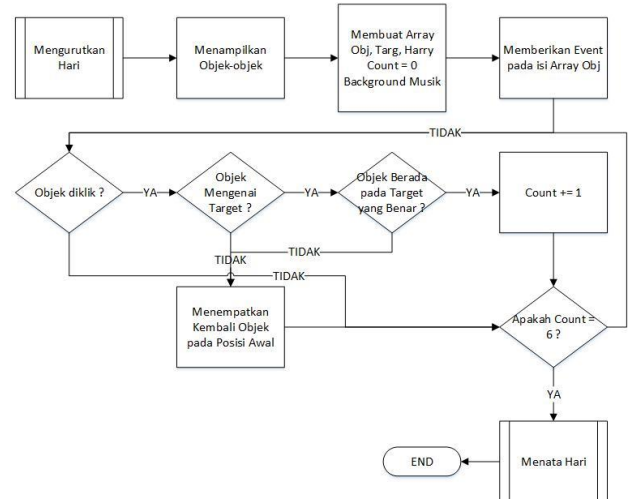 Mengurutkan
Hari
Menampilkan
Objek-objek
Membuat Array
Obj, Targ, Harry
Count = 0
Background Musik
Memberikan Event
pada isi Array Obj
TIDAK
Objek diklik ?
YA
Objek
Mengenai
Target ?
YA
Objek Berada
pada Target
yang Benar ?
YA
Count += 1
TIDAK
TIDAK
TIDAK
Menempatkan
Kembali Objek
pada Posisi Awal
Apakah Count =
6 ?
YA
END
Menata Hari